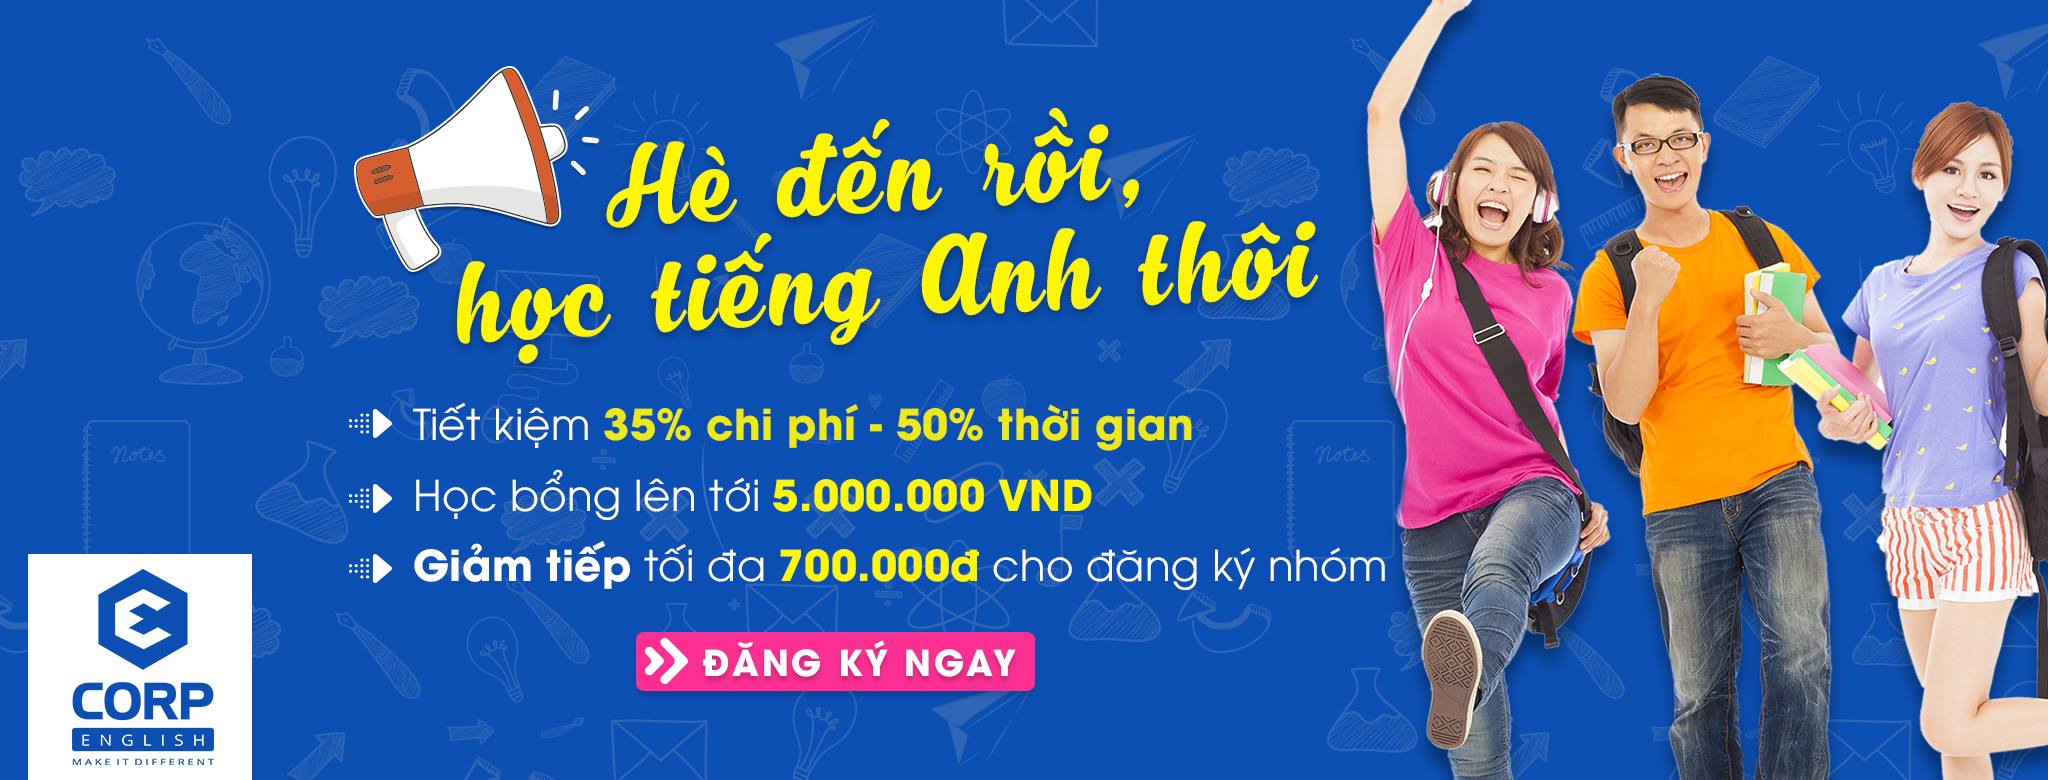 Hè đến rồi,
học tiếng Anh thôi
Tiết kiệm 35% chi phí - 50% thời gian
Học bổng lên tới 5.000.000 VND
Giảm tiếp tối đa 700.000đ cho đăng ký nhóm
ĐĂNG KÝ NGAY
CORP
ENGLISH
MAKE IT DIFFERENT
Notes
Notes